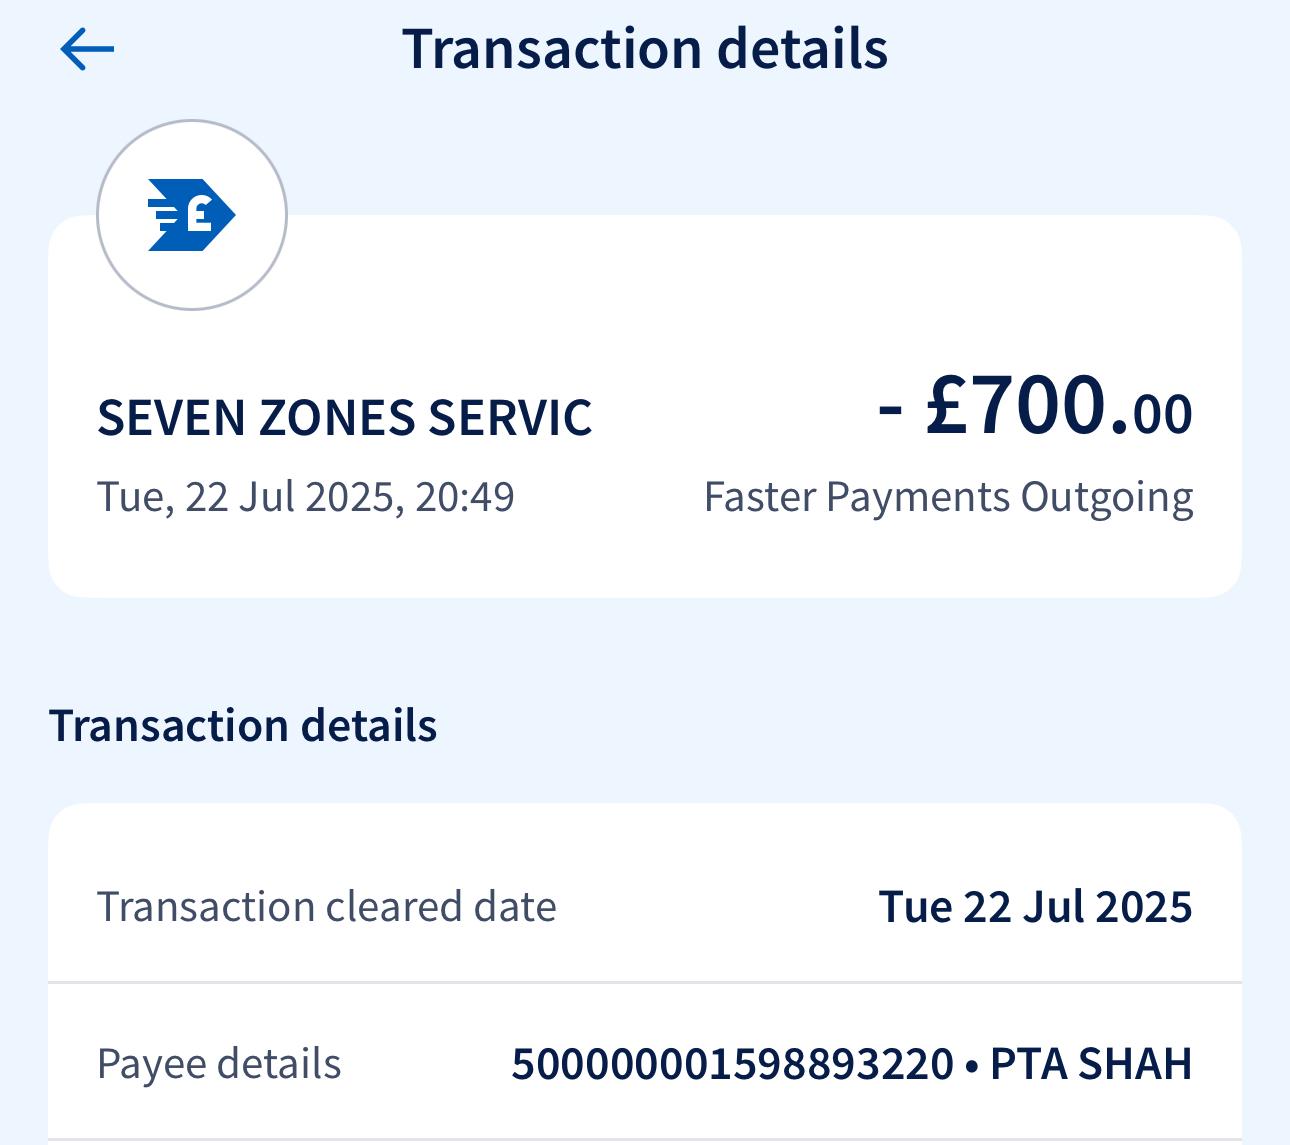 Transaction details
£
SEVEN ZONES SERVIC
- £700.00
Tue, 22 Jul 2025, 20:49
Faster Payments Outgoing
Transaction details
Transaction cleared date
Tue 22 Jul 2025
Payee details
500000001598893220 • PTA SHAH